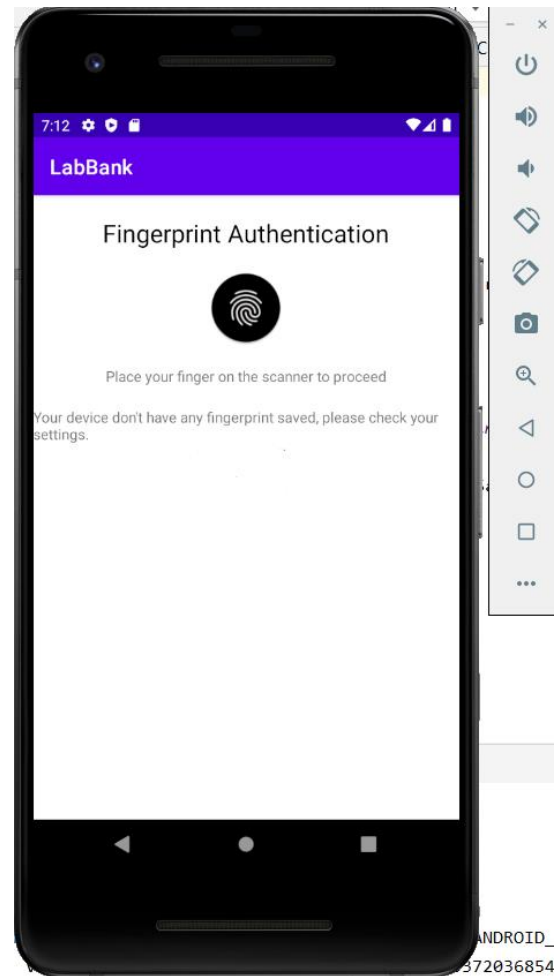 7:12
LabBank
Fingerprint Authentication
Place your finger on the scanner to proceed
Your device don't have any fingerprint saved, please check your
settings.
ANDROID_
372036854